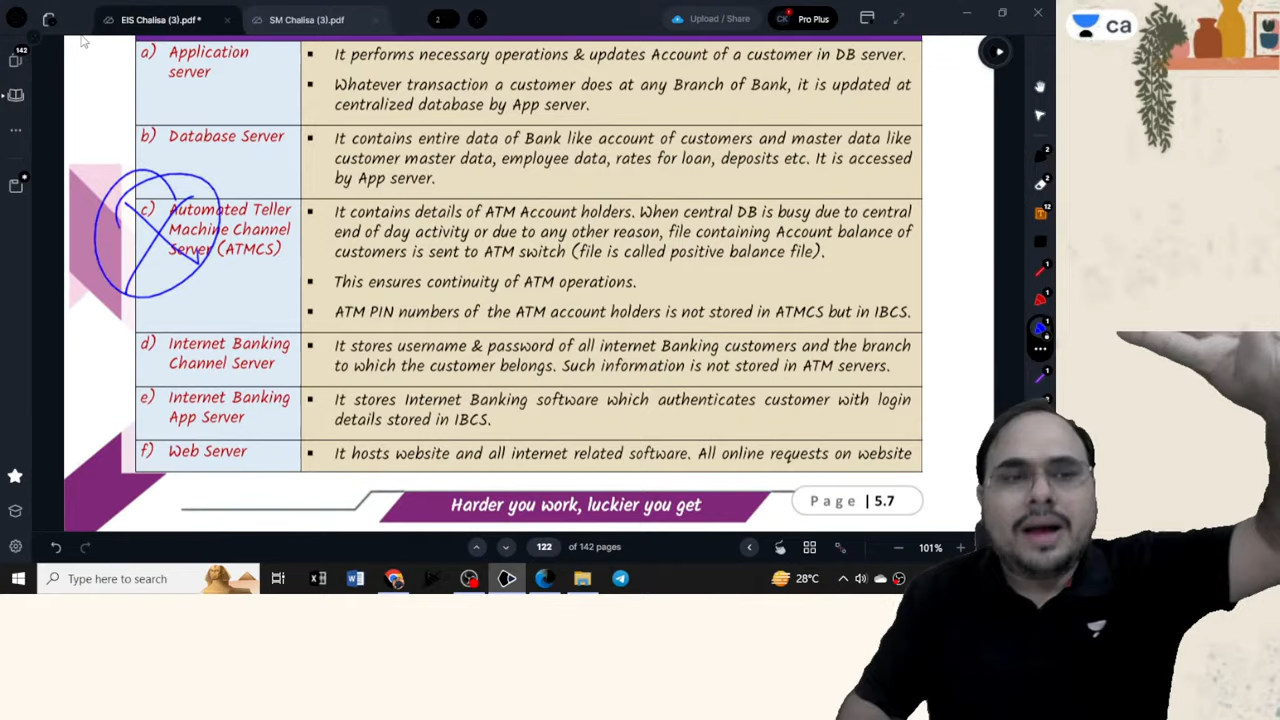 EIS Chalisa (3).pdf *
SM Chalisa (3).pdf
2
Upload / Share
CK Pro Plus
ca
142
a) Application
server
It performs necessary operations & updates Account of a customer in DB server.
Whatever transaction a customer does at any Branch of Bank, it is updated at
centralized database by App server.
b) Database Server
It contains entire data of Bank like account of customers and master data like
customer master data, employee data, rates for loan, deposits etc. It is accessed
by App server.
c) Automated Teller
Machine Channel
Server (ATMCS)
It contains details of ATM Account holders. When central DB is busy due to central
end of day activity or due to any other reason, file containing Account balance of
customers is sent to ATM switch (file is called positive balance file).
This ensures continuity of ATM operations.
ATM PIN numbers of the ATM account holders is not stored in ATMCS but in IBCS.
d) Internet Banking
Channel Server
It stores username & password of all internet Banking customers and the branch
to which the customer belongs. Such information is not stored in ATM servers.
e) Internet Banking
App Server
It stores Internet Banking software which authenticates customer with login
details stored in IBCS.
f) Web Server
It hosts website and all internet related software. All online requests on website
Harder you work, luckier you get
Page | 5.7
2
2
12
1
1
1
1
122 of 142 pages
101%
Type here to search
28°C